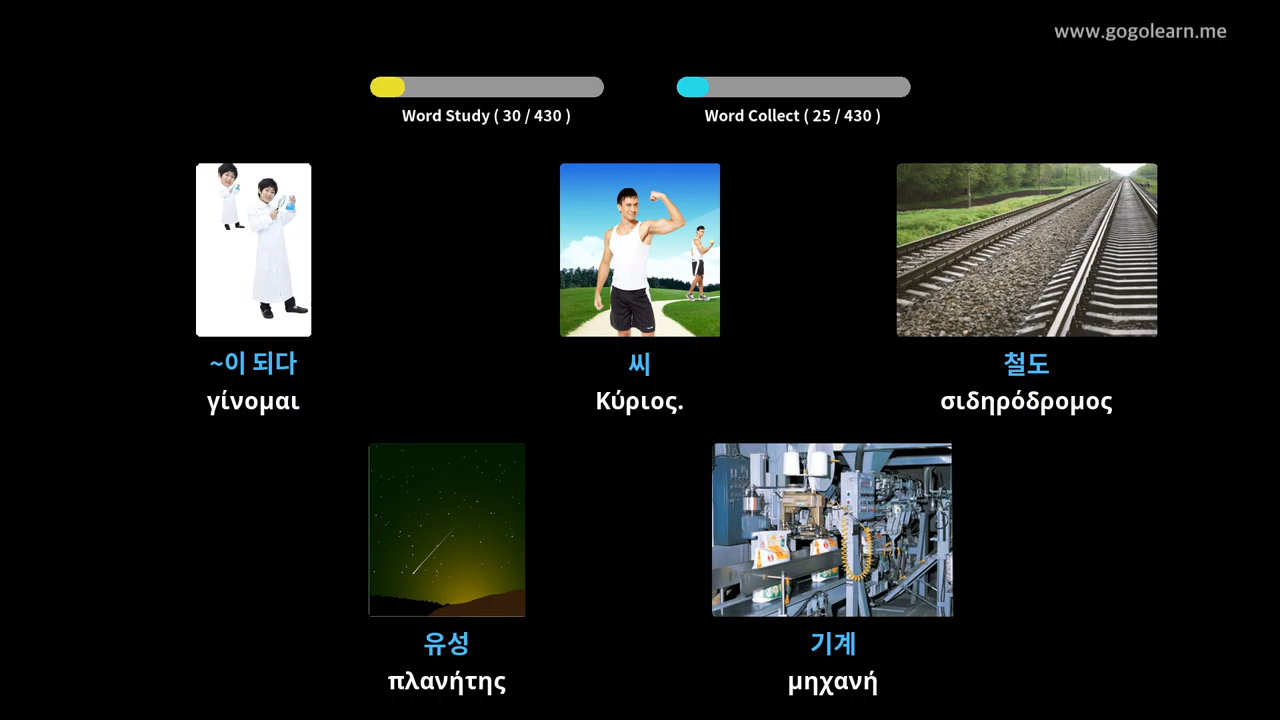 www.gogolearn.me
Word Study ( 30 / 430 )
Word Collect ( 25 / 430 )
~이 되다
γίνομαι
씨
Κύριος.
철도
σιδηρόδρομος
유성
πλανήτης
기계
μηχανή